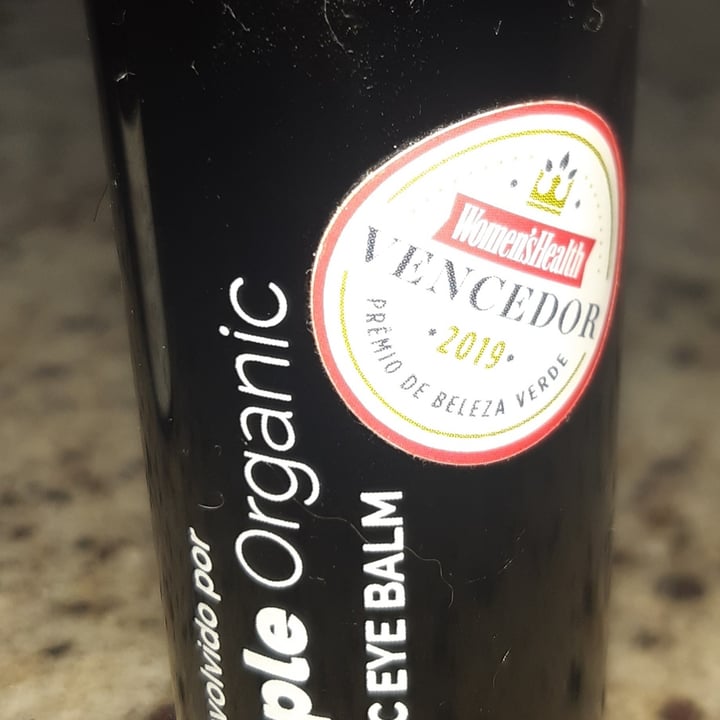 Women'sHealth
VENCEDOR
2019
PRÊMIO DE BELEZA VERDE
volvido por
ple Organic
C EYE BALM